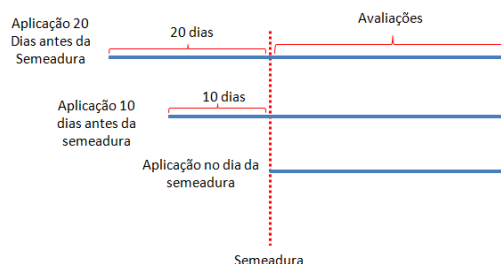 Aplicação 20
Dias antes da
Semeadura
20 dias
Avaliações
Aplicação 10
dias antes da
semeadura
10 dias
Aplicação no dia da
semeadura
Semeadura